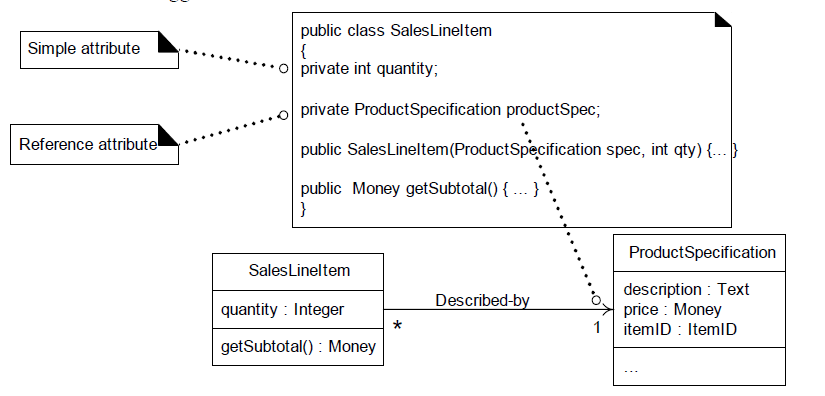 public class SalesLineItem
{
Simple attribute
private int quantity;
private ProductSpecification productSpec;
Reference attribute
public SalesLineItem(ProductSpecification spec, int qty) {... }
public Money getSubtotal() { ... }
}
SalesLineItem
quantity : Integer
getSubtotal() : Money
Described-by
*
1
ProductSpecification
description : Text
price : Money
itemID : ItemID
...